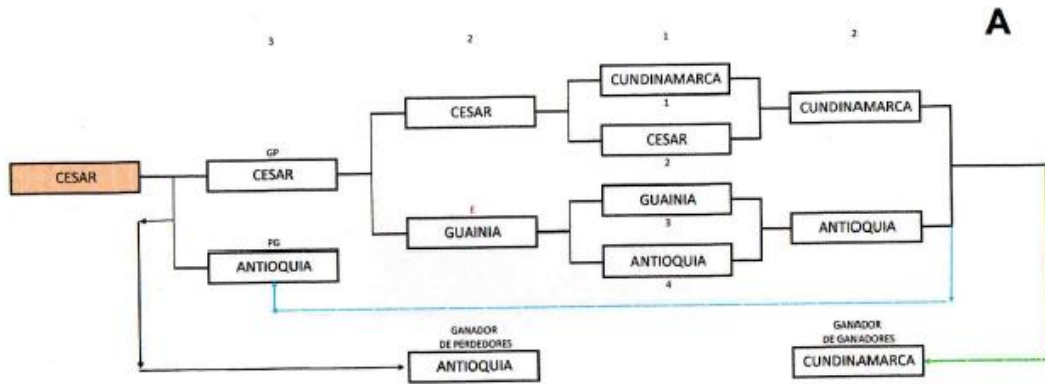 A
3
2
1
2
CUNDINAMARCA
1
CESAR
CUNDINAMARCA
CESAR
2
GP
CESAR
CESAR
GUAINIA
3
E
GUAINIA
ANTIOQUIA
PG
ANTIOQUIA
ANTIOQUIA
4
GANADOR
DE PERDEDORES
ANTIOQUIA
GANADOR
DE GANADORES
CUNDINAMARCA